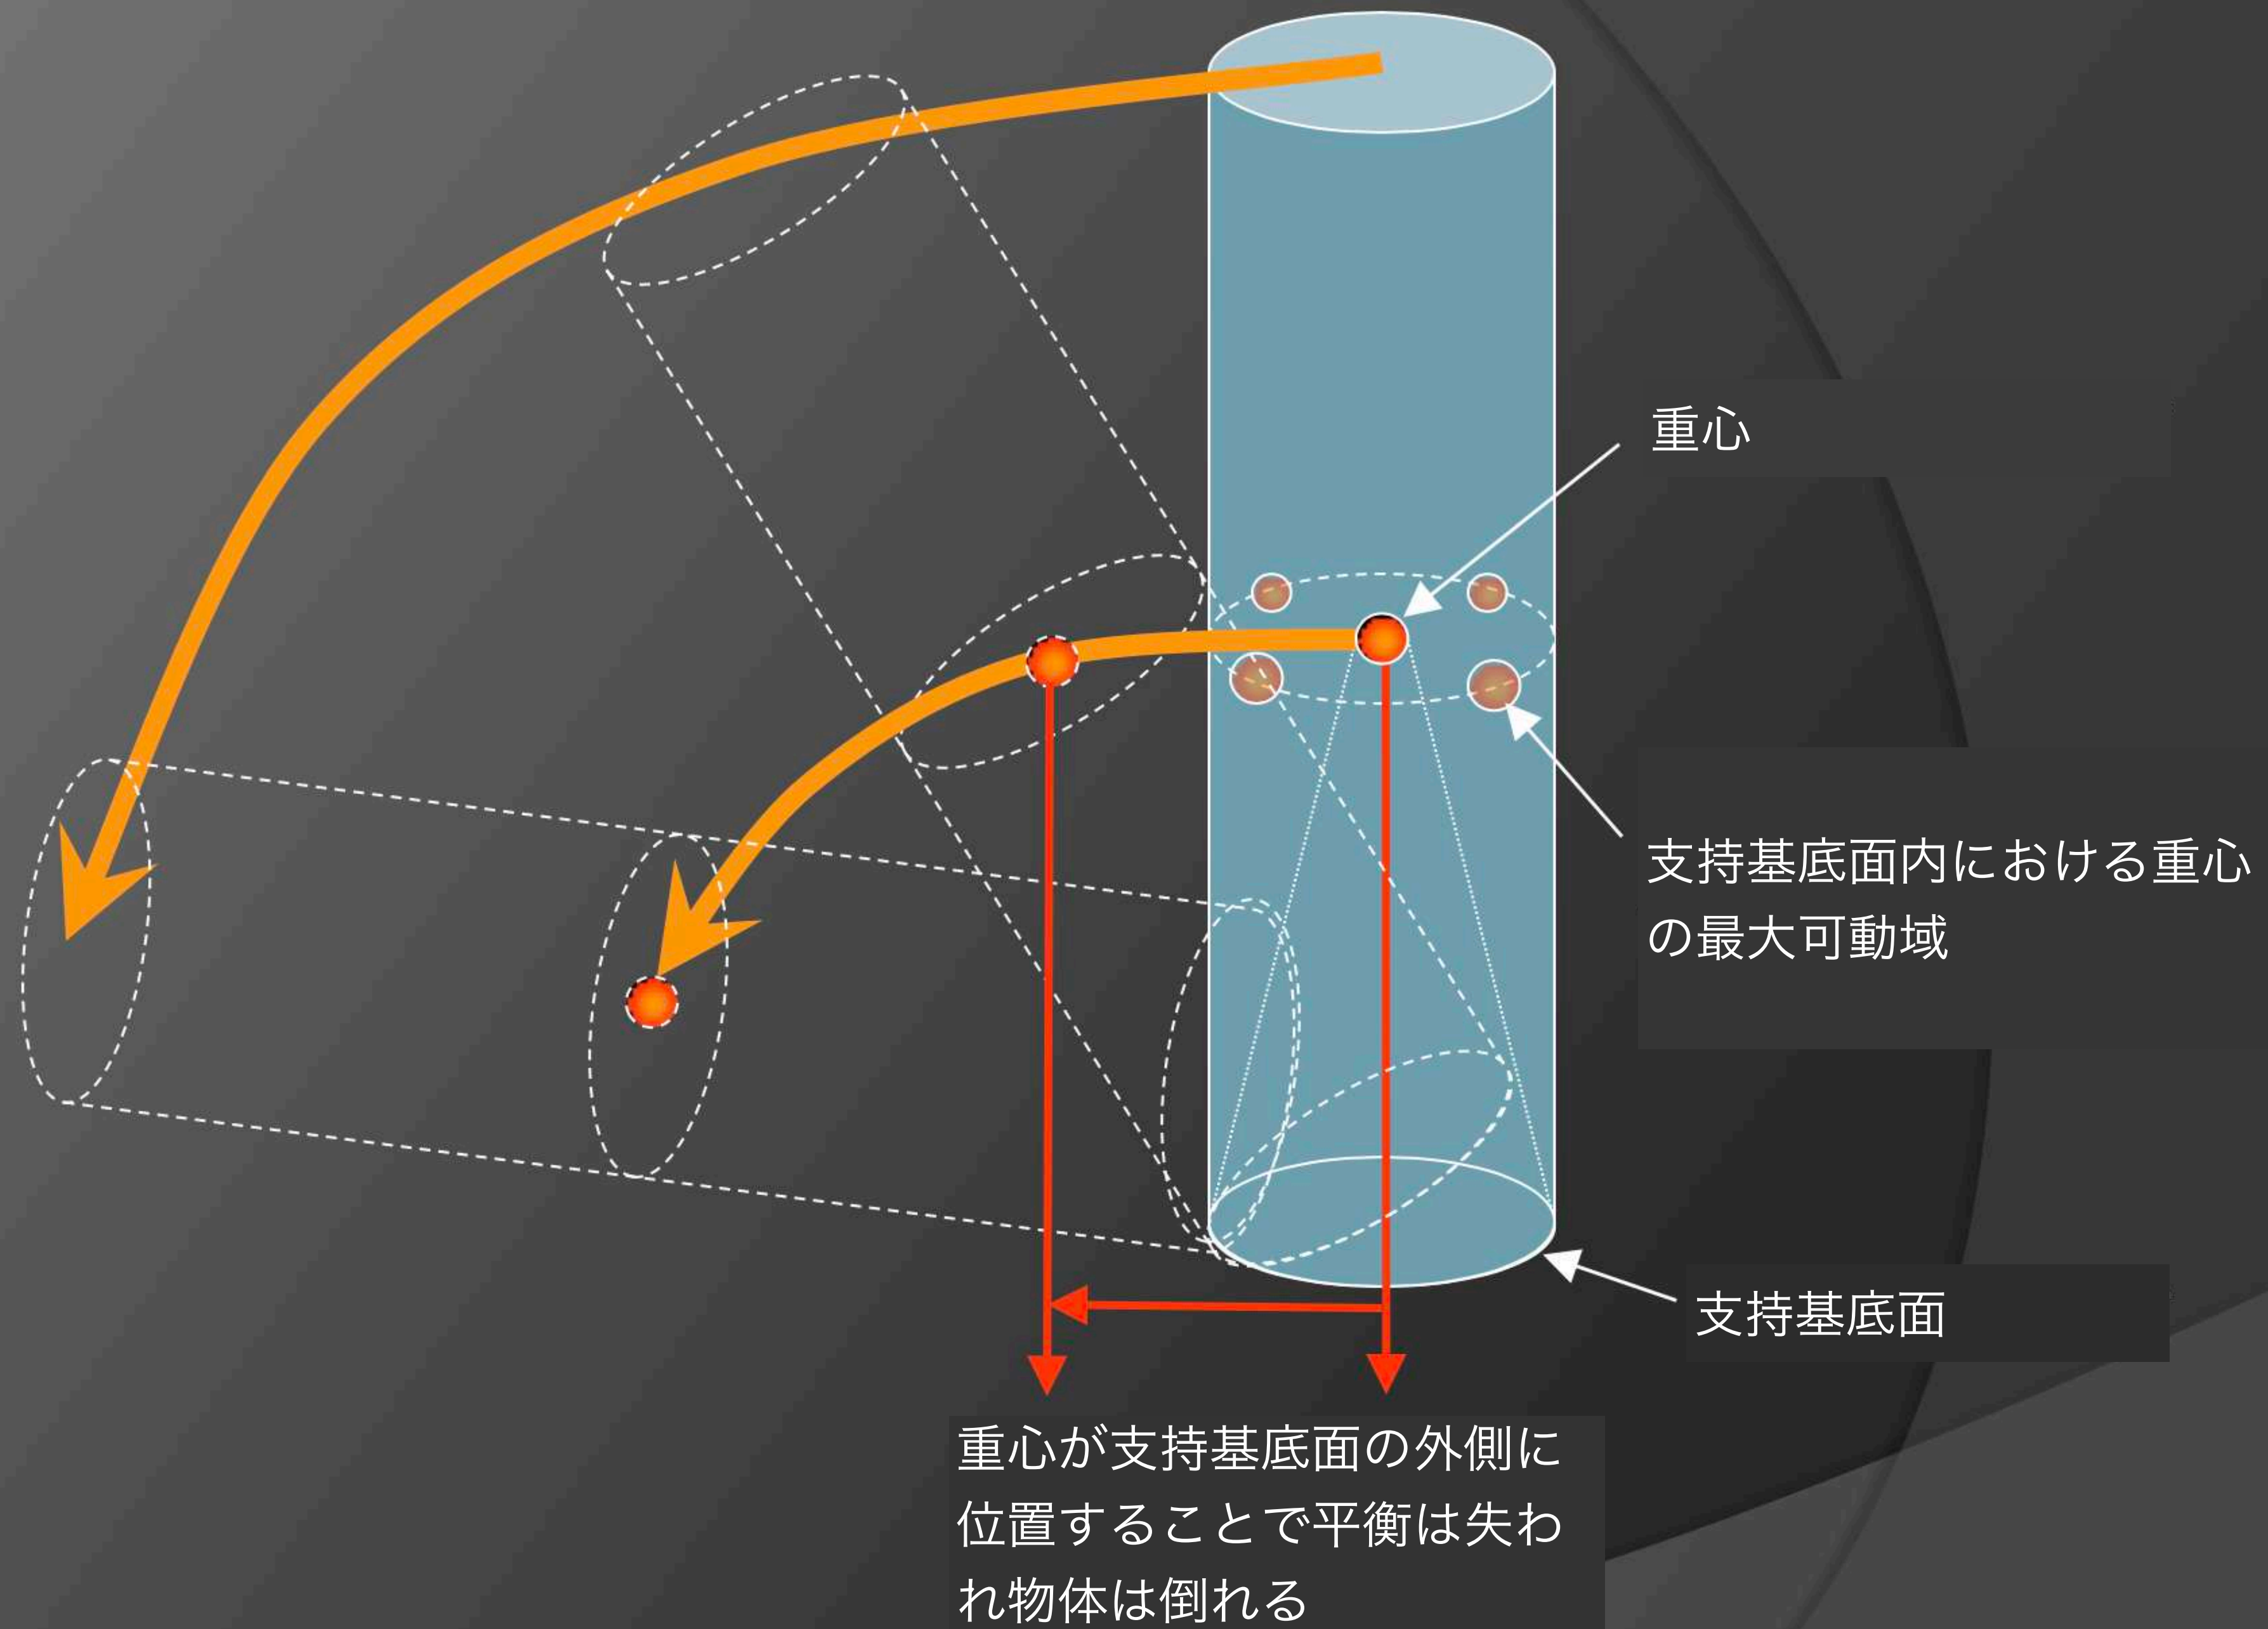 重心
支持基底面内における重心
の最大可動域
支持基底面
重心が支持基底面の外側に
位置することで平衡は失わ
れ物体は倒れる